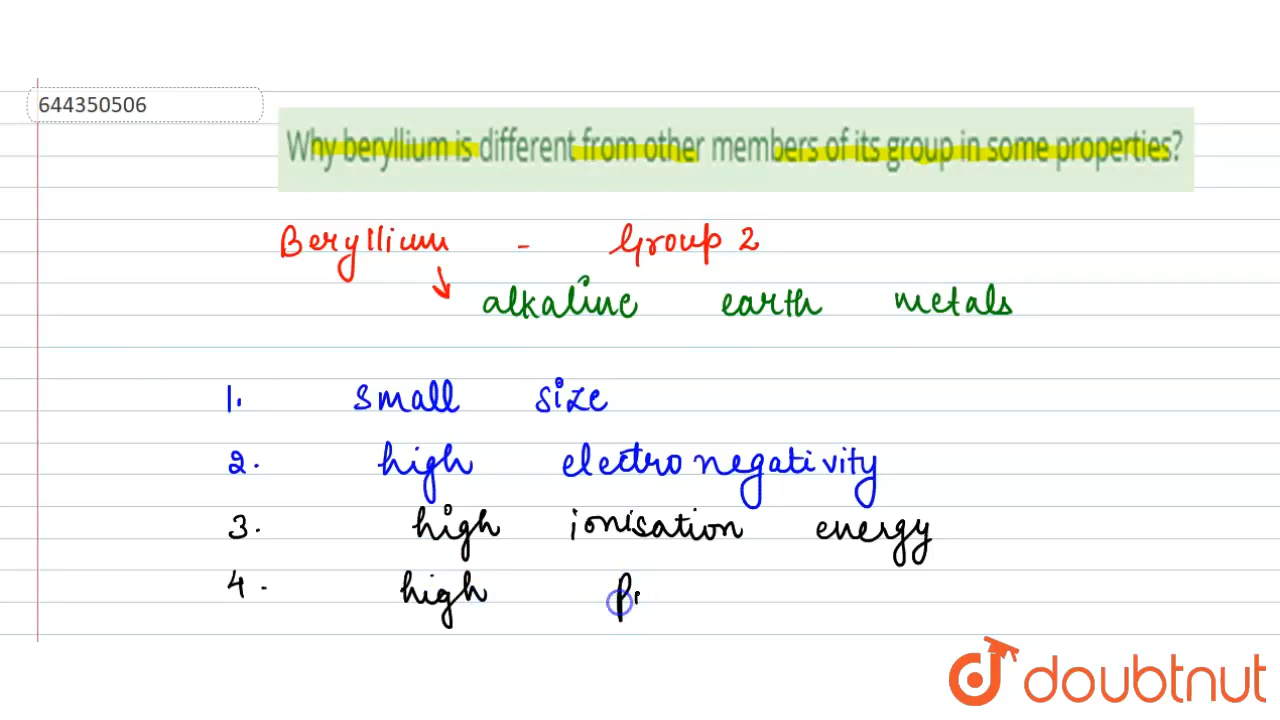 644350506
Why beryllium is different from other members of its group in some properties?
Beryllium - Group 2
alkaline earth metals
1. small size
2. high electronegativity
3. high ionisation energy
4. high
doubtnut